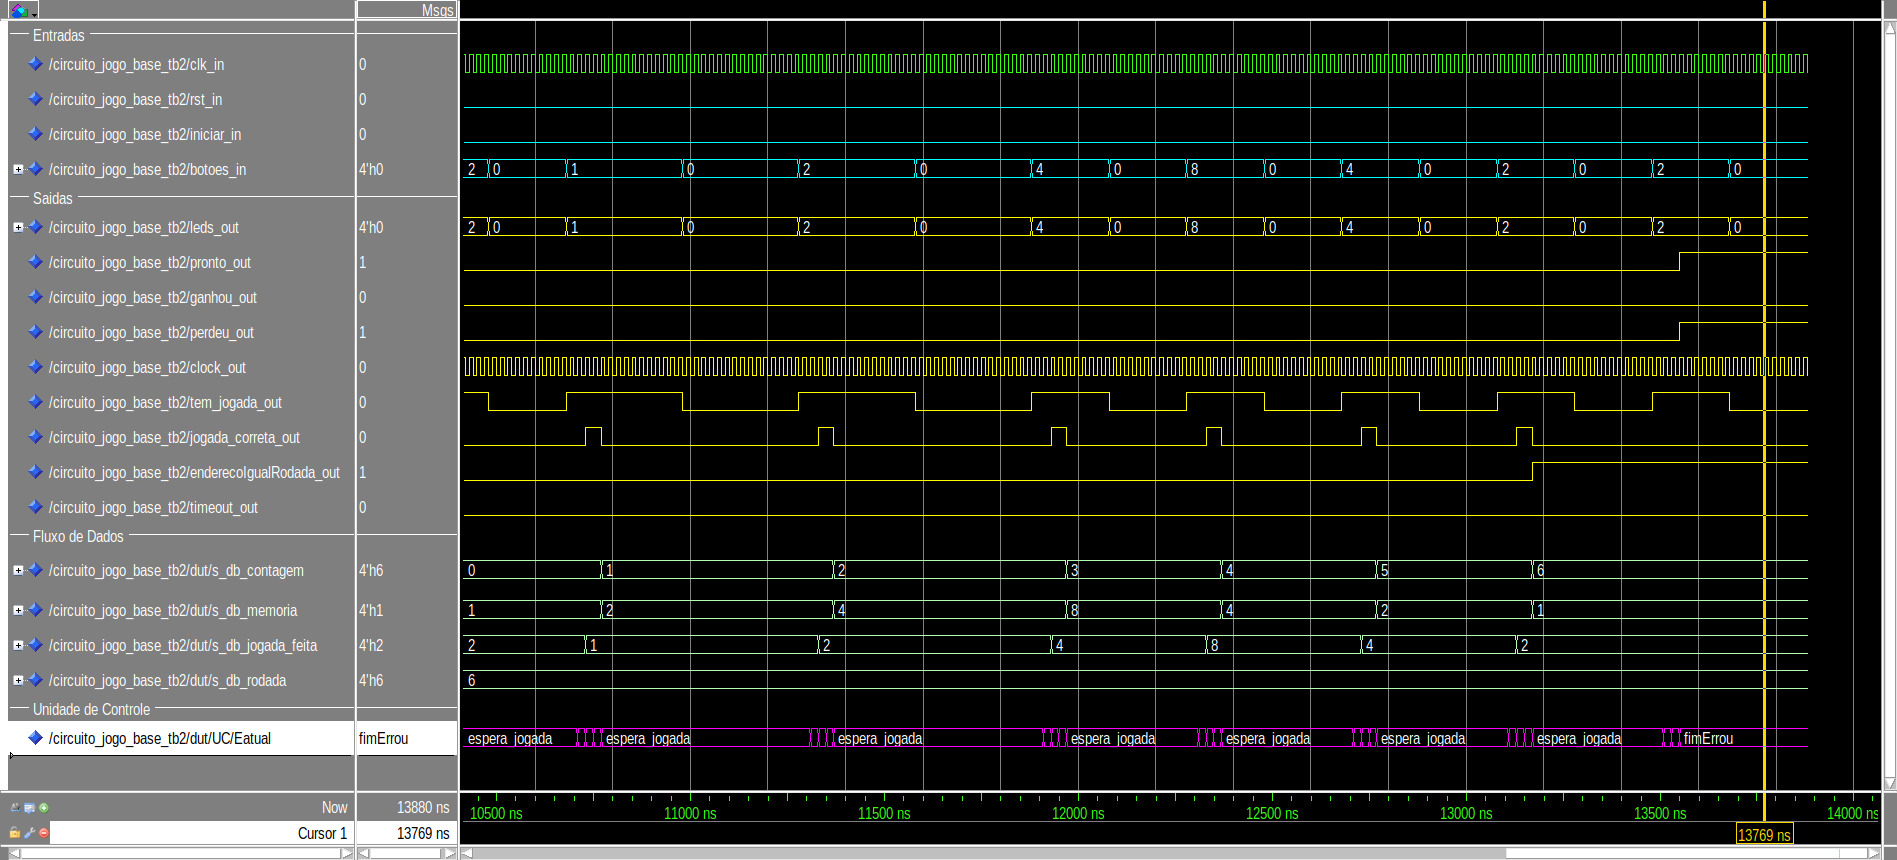 Msgs
Entradas
/circuito_jogo_base_tb2/clk_in 0
/circuito_jogo_base_tb2/rst_in 0
/circuito_jogo_base_tb2/iniciar_in 0
/circuito_jogo_base_tb2/botoes_in 4'h0 2 0 1 0 2 0 4 0 8 0 4 0 2 0 2 0
Saidas
/circuito_jogo_base_tb2/leds_out 4'h0 2 0 1 0 2 0 4 0 8 0 4 0 2 0 2 0
/circuito_jogo_base_tb2/pronto_out 1
/circuito_jogo_base_tb2/ganhou_out 0
/circuito_jogo_base_tb2/perdeu_out 1
/circuito_jogo_base_tb2/clock_out 0
/circuito_jogo_base_tb2/tem_jogada_out 0
/circuito_jogo_base_tb2/jogada_correta_out 0
/circuito_jogo_base_tb2/enderecoIgualRodada_out 1
/circuito_jogo_base_tb2/timeout_out 0
Fluxo de Dados
/circuito_jogo_base_tb2/dut/s_db_contagem 4'h6 0 1 2 3 4 5 6
/circuito_jogo_base_tb2/dut/s_db_memoria 4'h1 1 2 4 8 4 2 1
/circuito_jogo_base_tb2/dut/s_db_jogada_feita 4'h2 2 1 2 4 8 4 2
/circuito_jogo_base_tb2/dut/s_db_rodada 4'h6 6
Unidade de Controle
/circuito_jogo_base_tb2/dut/UC/Eatual fimErrou espera_jogada espera_jogada espera_jogada espera_jogada espera_jogada espera_jogada espera_jogada fimErrou
Now 13880 ns 10500 ns 11000 ns 11500 ns 12000 ns 12500 ns 13000 ns 13500 ns 14000 ns
Cursor 1 13769 ns 13769 ns